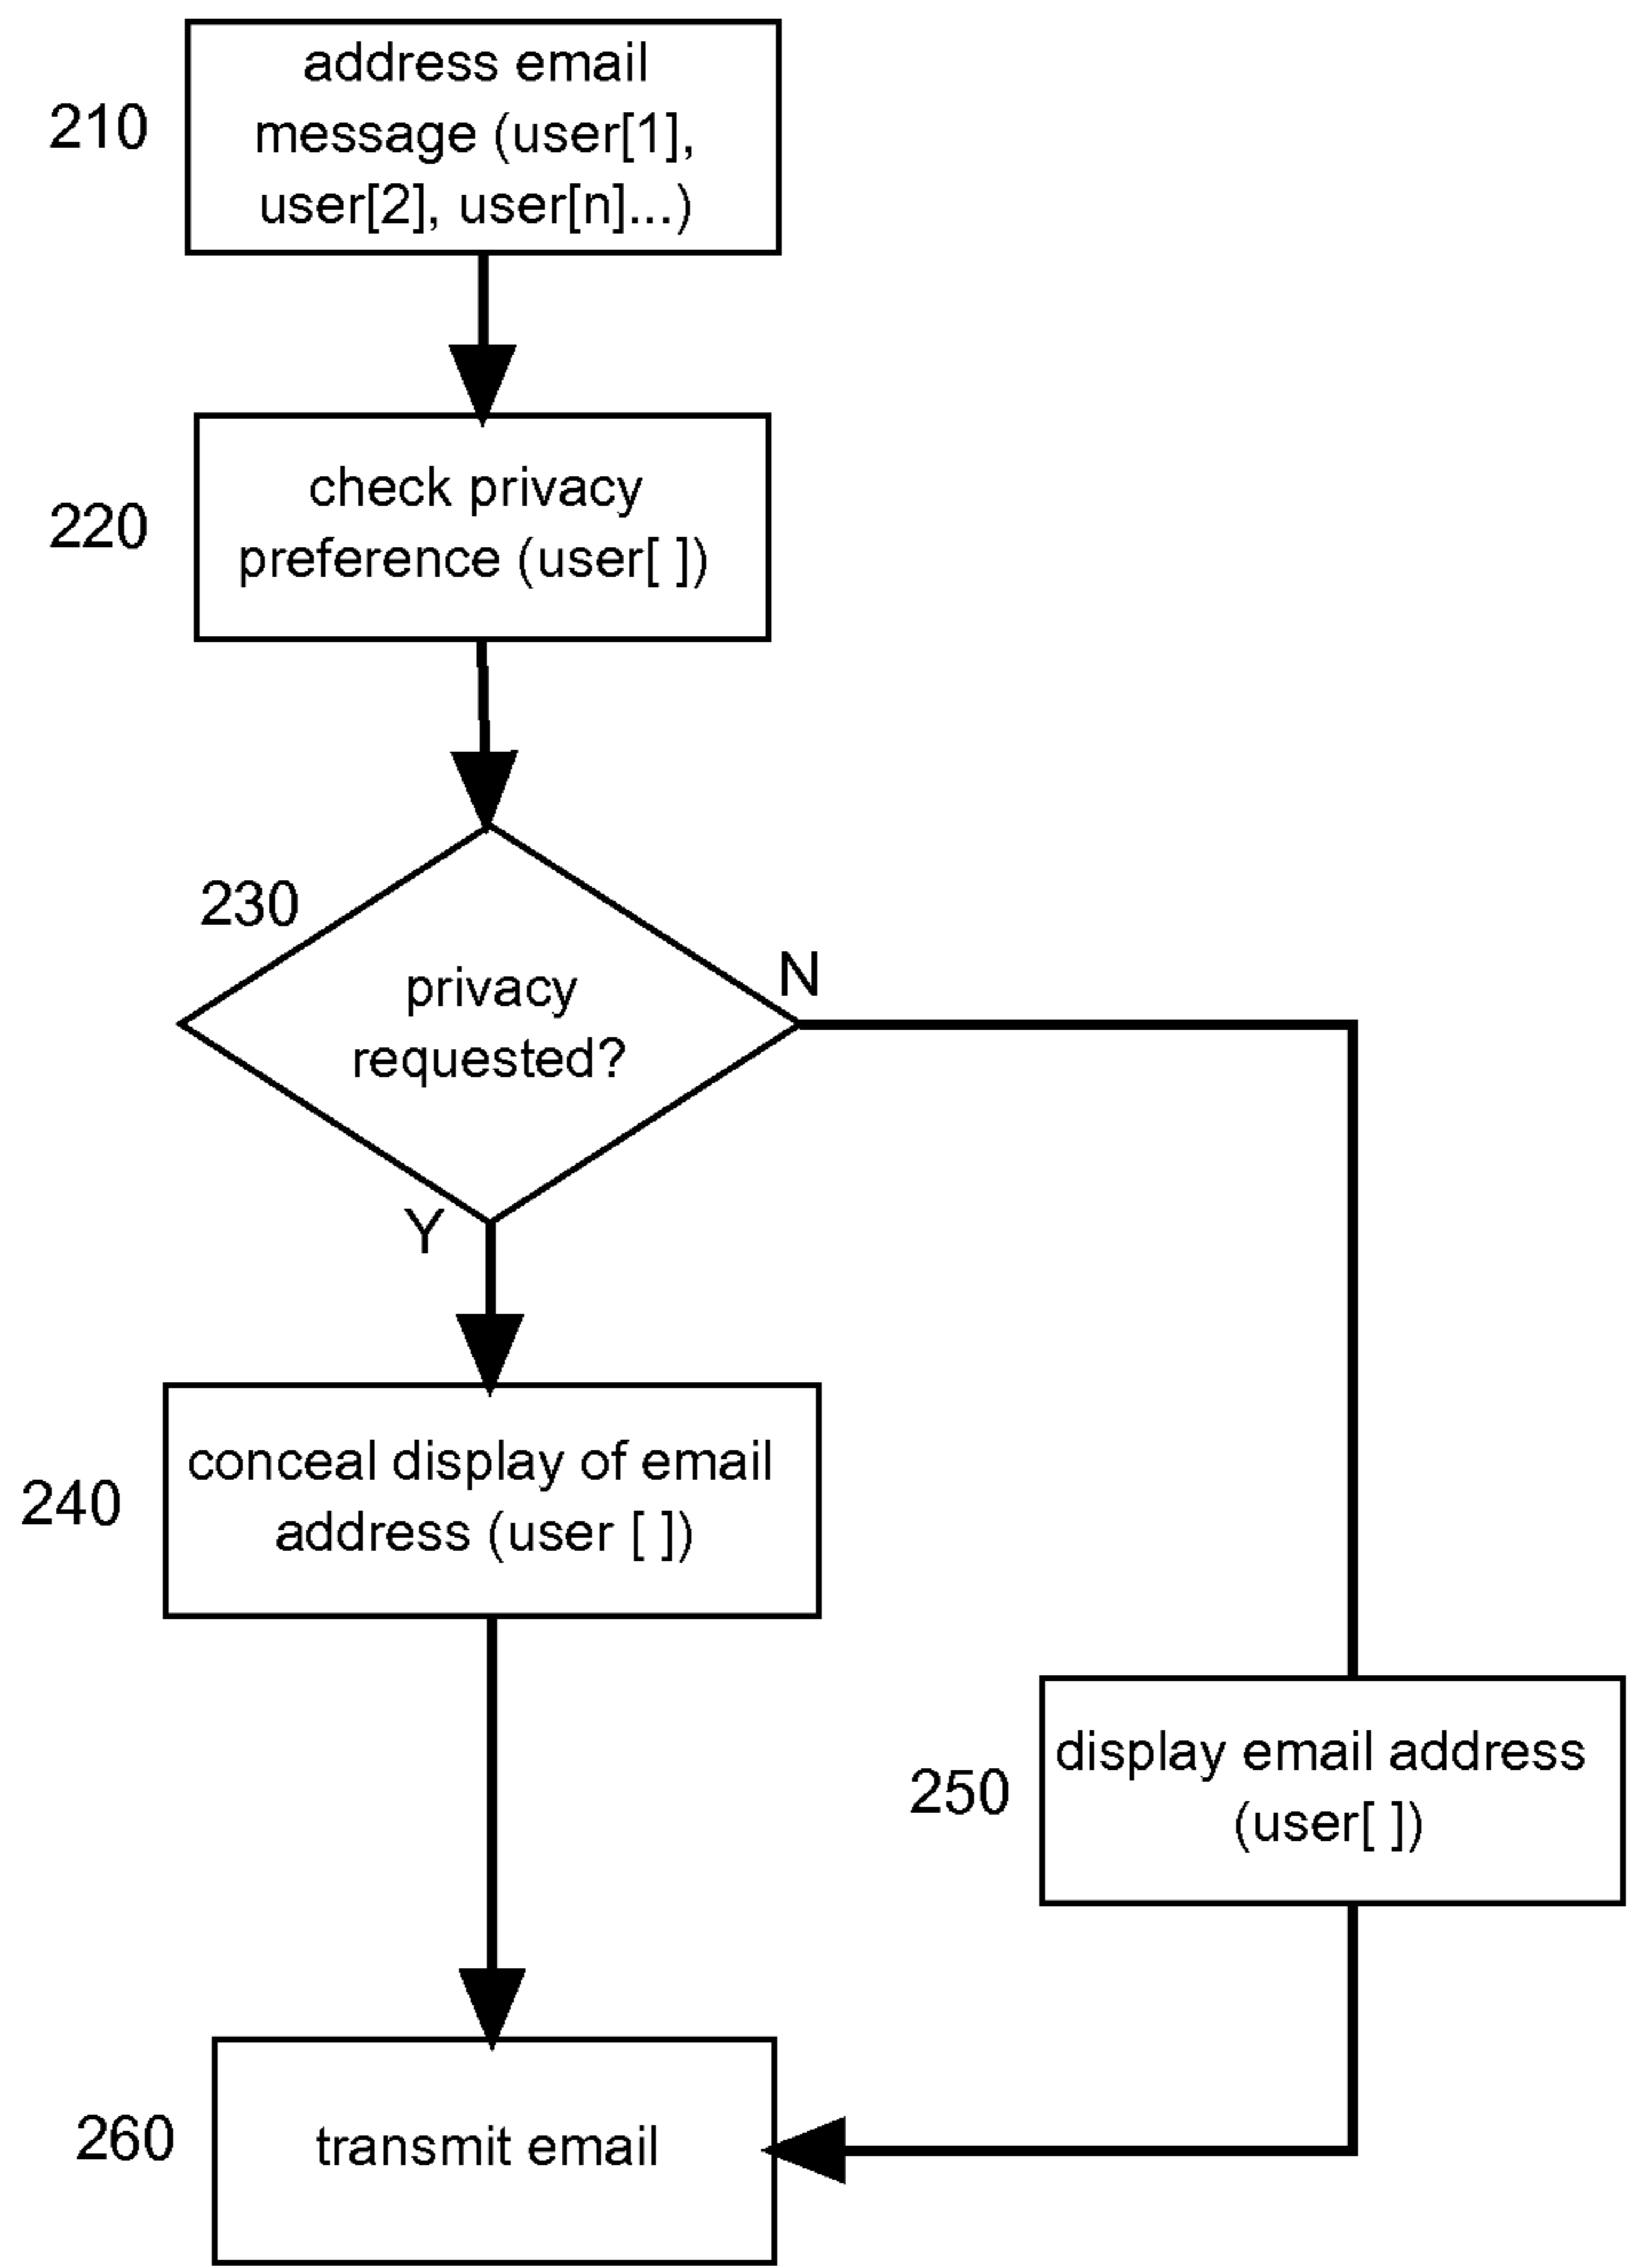 210
address email
message (user[1],
user[2], user[n]...)
220
check privacy
preference (user[ ])
230
privacy
requested?
N
Y
240
conceal display of email
address (user [ ])
250
display email address
(user[ ])
260
transmit email